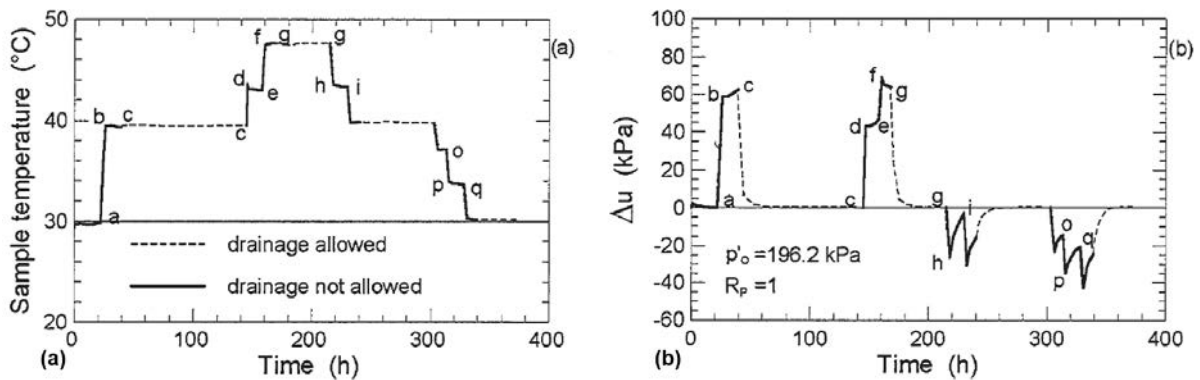 Sample temperature (°C)
50
40
30
20
0
100
200
300
400
Time (h)
a
b
c
c
d
e
f
g
g
h
i
o
p
q
drainage allowed
drainage not allowed
(a)
(a)
Δu (kPa)
100
80
60
40
20
0
-20
-40
-60
0
100
200
300
400
Time (h)
a
b
c
c
d
e
f
g
g
h
i
o
p
q
p'o =196.2 kPa
RP =1
(b)
(b)